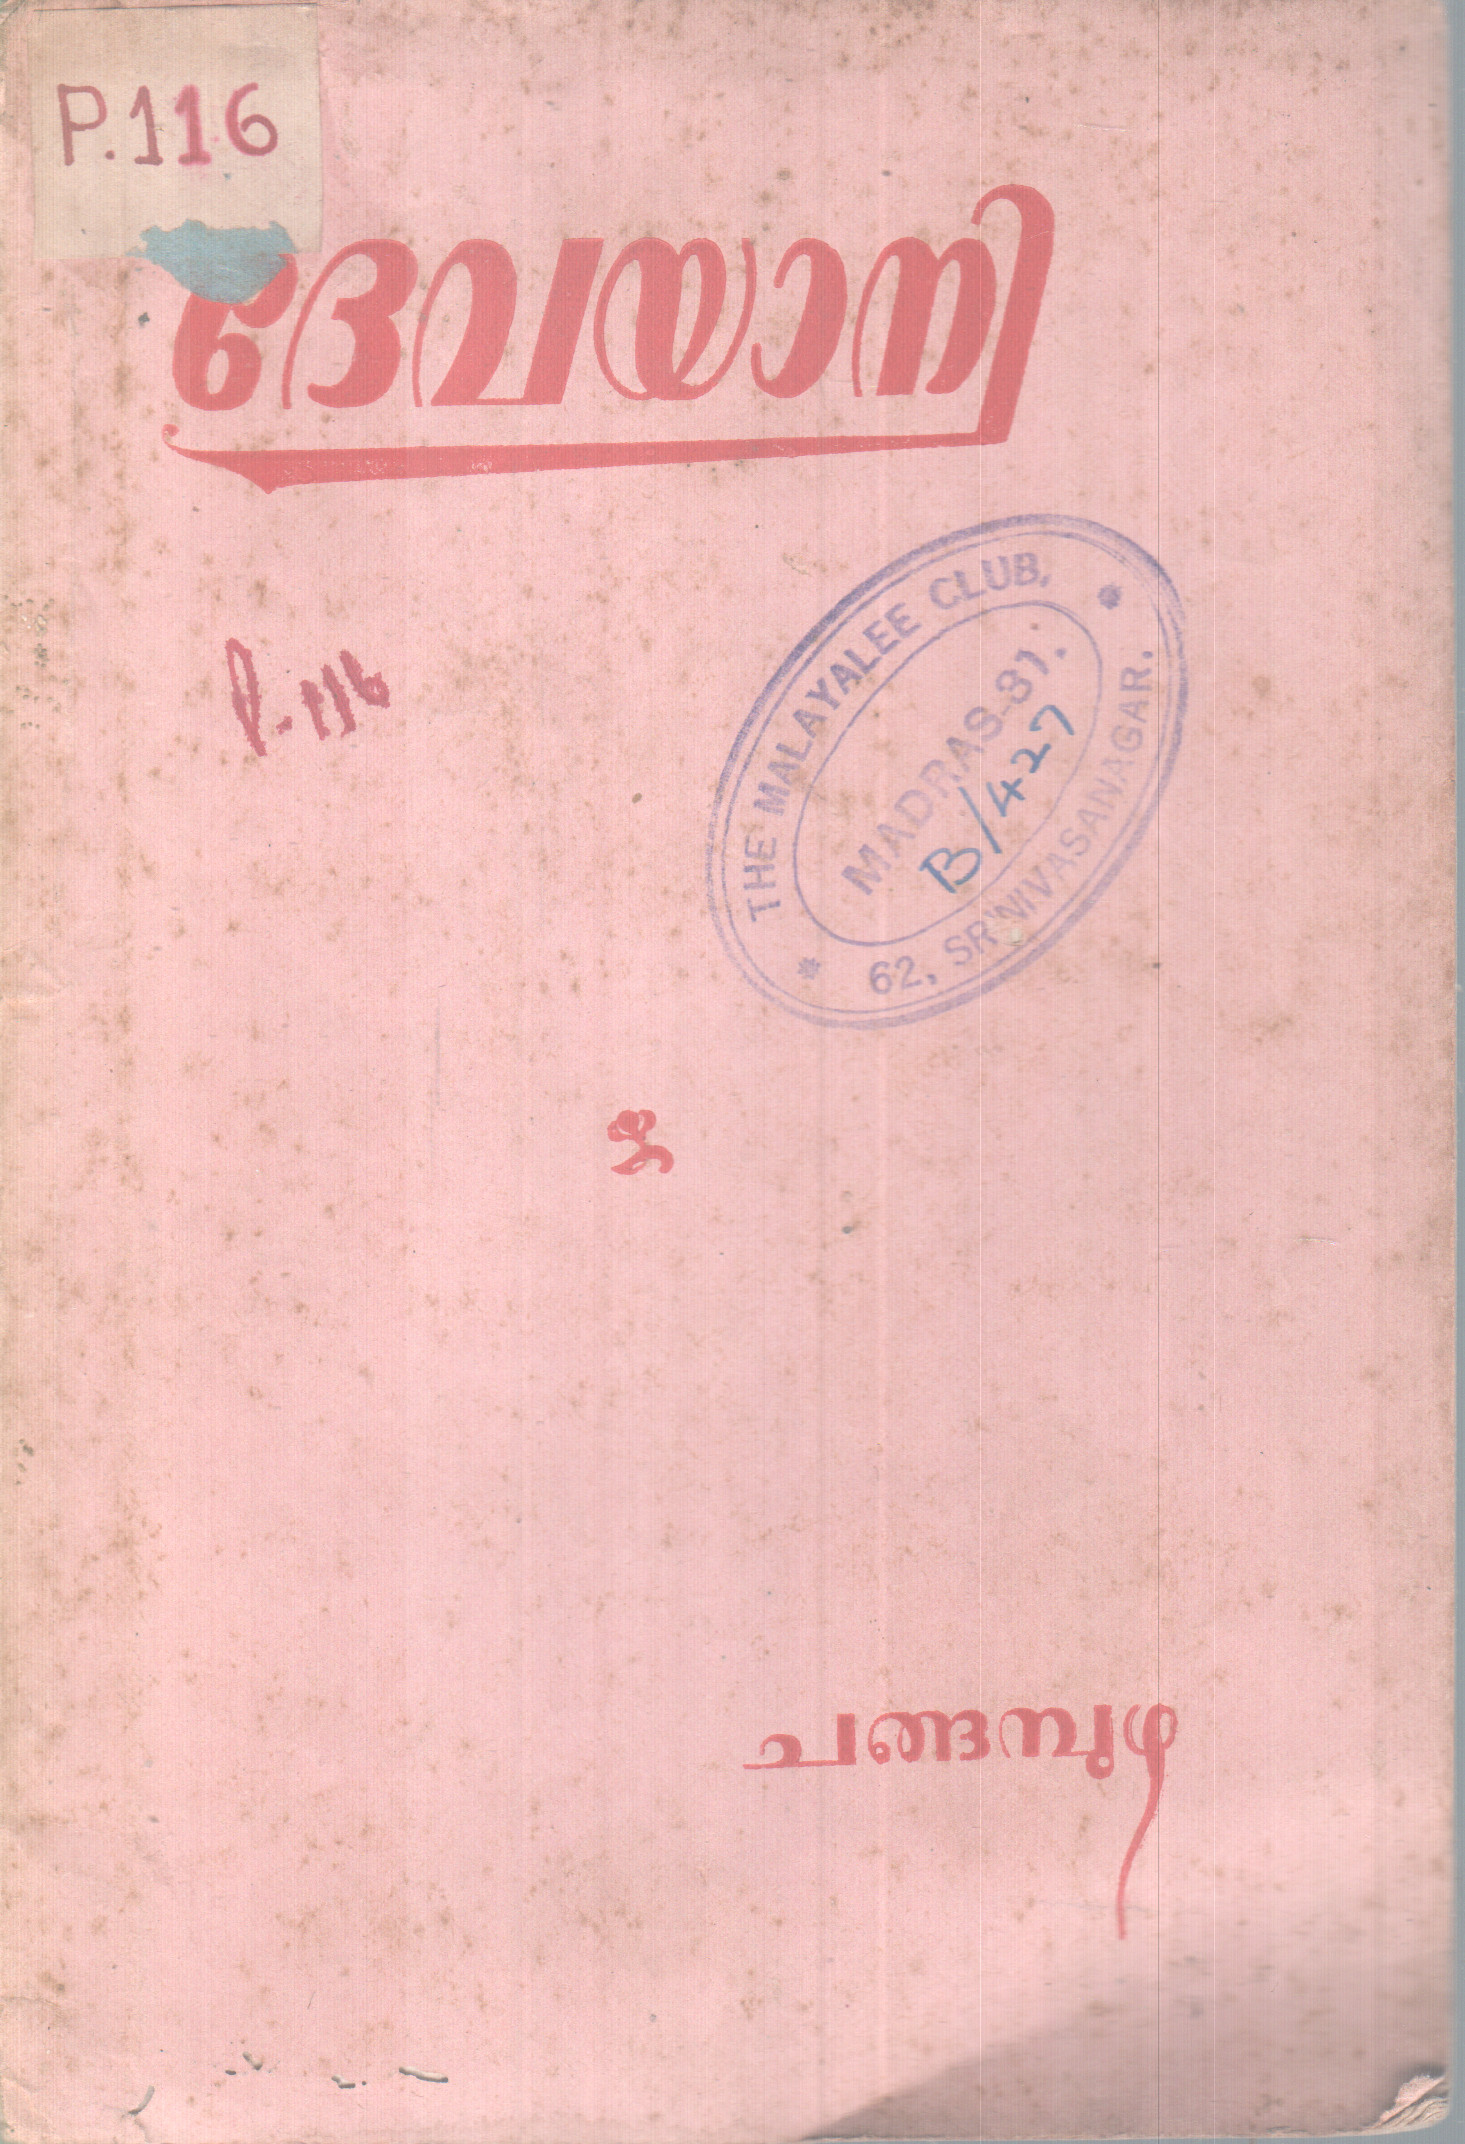 P.116
ദേവയാനി
P-116
THE MALAYALEE CLUB,
MADRAS-31.
B/427
62, SRINIVASANAGAR.
ചങ്ങമ്പുഴ